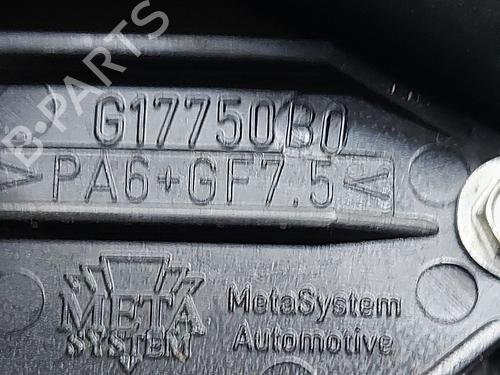 B-PARTS
G17750B0
>PA6+GF7.5<
META
SYSTEM
MetaSystem
Automotive